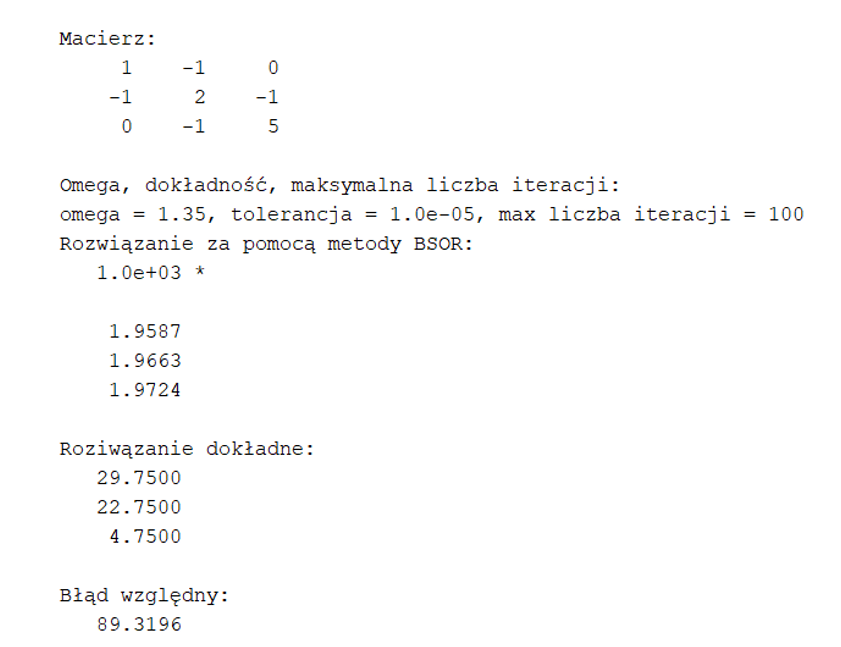 Macierz:
1 -1 0
-1 2 -1
0 -1 5
Omega, dokładność, maksymalna liczba iteracji:
omega = 1.35, tolerancja = 1.0e-05, max liczba iteracji = 100
Rozwiązanie za pomocą metody BSOR:
1.0e+03 *
1.9587
1.9663
1.9724
Roziwązanie dokładne:
29.7500
22.7500
4.7500
Błąd względny:
89.3196